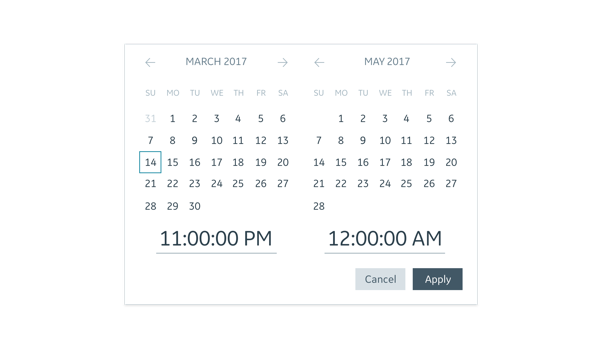 MARCH 2017 MAY 2017
SU MO TU WE TH FR SA SU MO TU WE TH FR SA
31 1 2 3 4 5 6 1 2 3 4 5 6
7 8 9 10 11 12 13 7 8 9 10 11 12 13
14 15 16 17 18 19 20 14 15 16 17 18 19 20
21 22 23 24 25 26 27 21 22 23 24 25 26 27
28 29 30 28
11:00:00 PM 12:00:00 AM
Cancel Apply